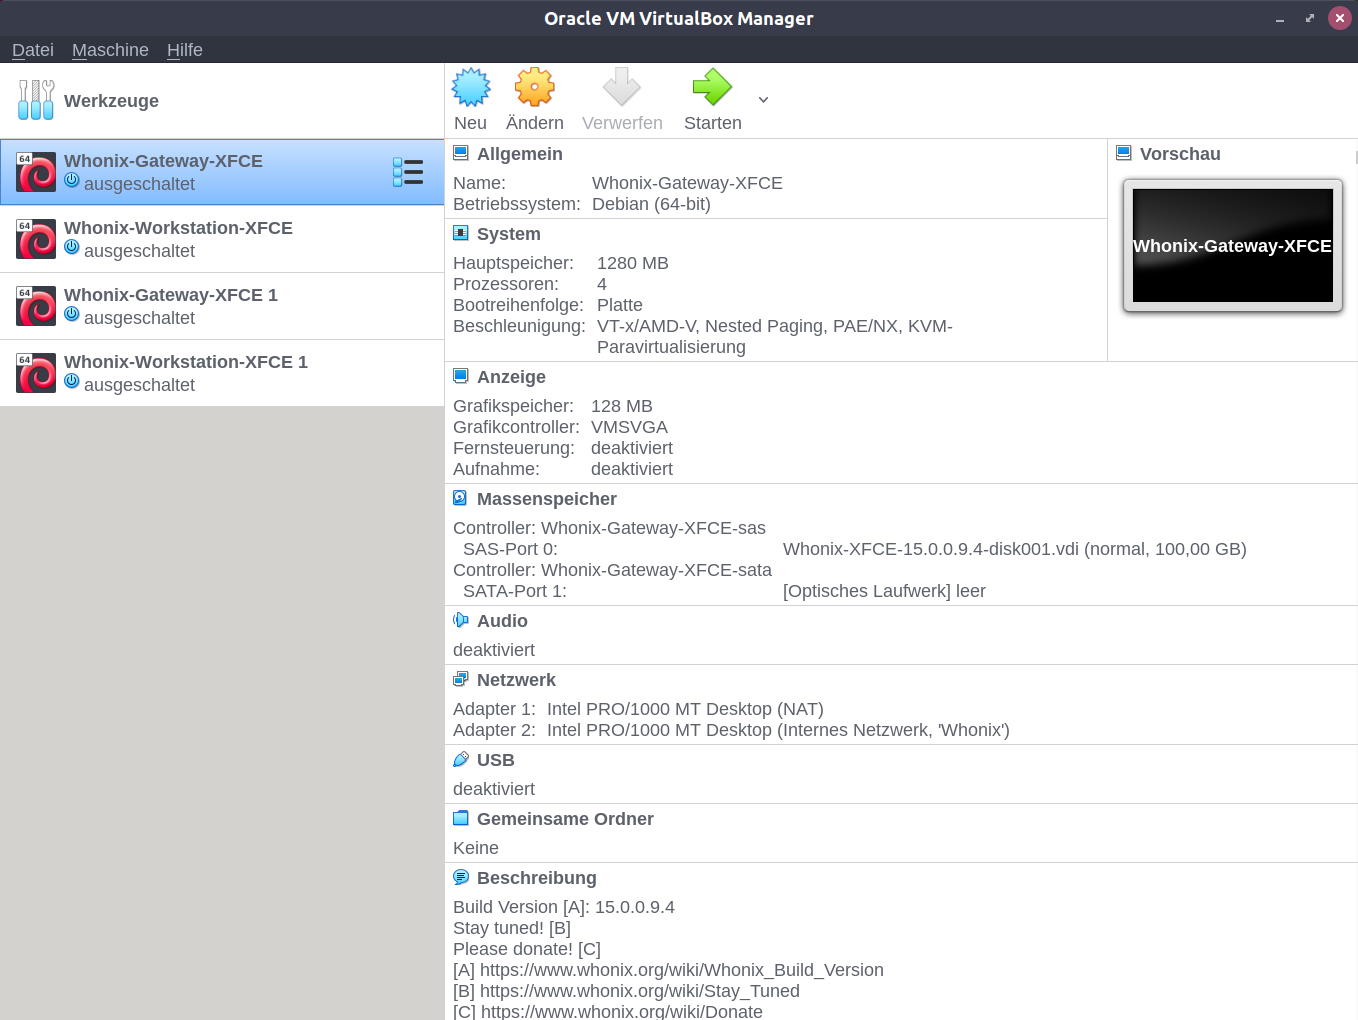 Oracle VM VirtualBox Manager
Datei Maschine Hilfe
Werkzeuge
64
Whonix-Gateway-XFCE
ausgeschaltet
64
Whonix-Workstation-XFCE
ausgeschaltet
64
Whonix-Gateway-XFCE 1
ausgeschaltet
64
Whonix-Workstation-XFCE 1
ausgeschaltet
Neu Ändern Verwerfen Starten
Allgemein
Name: Whonix-Gateway-XFCE
Betriebssystem: Debian (64-bit)
System
Hauptspeicher: 1280 MB
Prozessoren: 4
Bootreihenfolge: Platte
Beschleunigung: VT-x/AMD-V, Nested Paging, PAE/NX, KVM-
Paravirtualisierung
Vorschau
Whonix-Gateway-XFCE
Anzeige
Grafikspeicher: 128 MB
Grafikcontroller: VMSVGA
Fernsteuerung: deaktiviert
Aufnahme: deaktiviert
Massenspeicher
Controller: Whonix-Gateway-XFCE-sas
SAS-Port 0: Whonix-XFCE-15.0.0.9.4-disk001.vdi (normal, 100,00 GB)
Controller: Whonix-Gateway-XFCE-sata
SATA-Port 1: [Optisches Laufwerk] leer
Audio
deaktiviert
Netzwerk
Adapter 1: Intel PRO/1000 MT Desktop (NAT)
Adapter 2: Intel PRO/1000 MT Desktop (Internes Netzwerk, 'Whonix')
USB
deaktiviert
Gemeinsame Ordner
Keine
Beschreibung
Build Version [A]: 15.0.0.9.4
Stay tuned! [B]
Please donate! [C]
[A] https://www.whonix.org/wiki/Whonix_Build_Version
[B] https://www.whonix.org/wiki/Stay_Tuned
[C] https://www.whonix.org/wiki/Donate